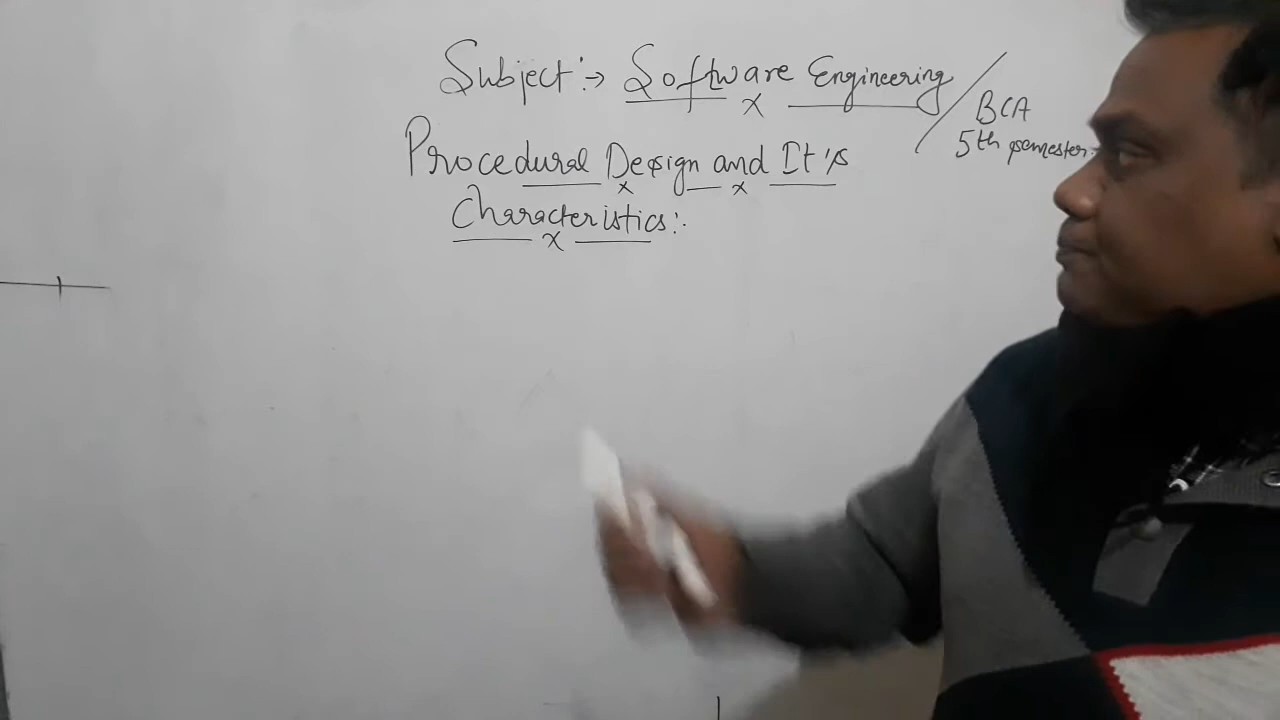 Subject:→ Software Engineering / BCA
5th semester.
Procedural Design and It's
Characteristics:.